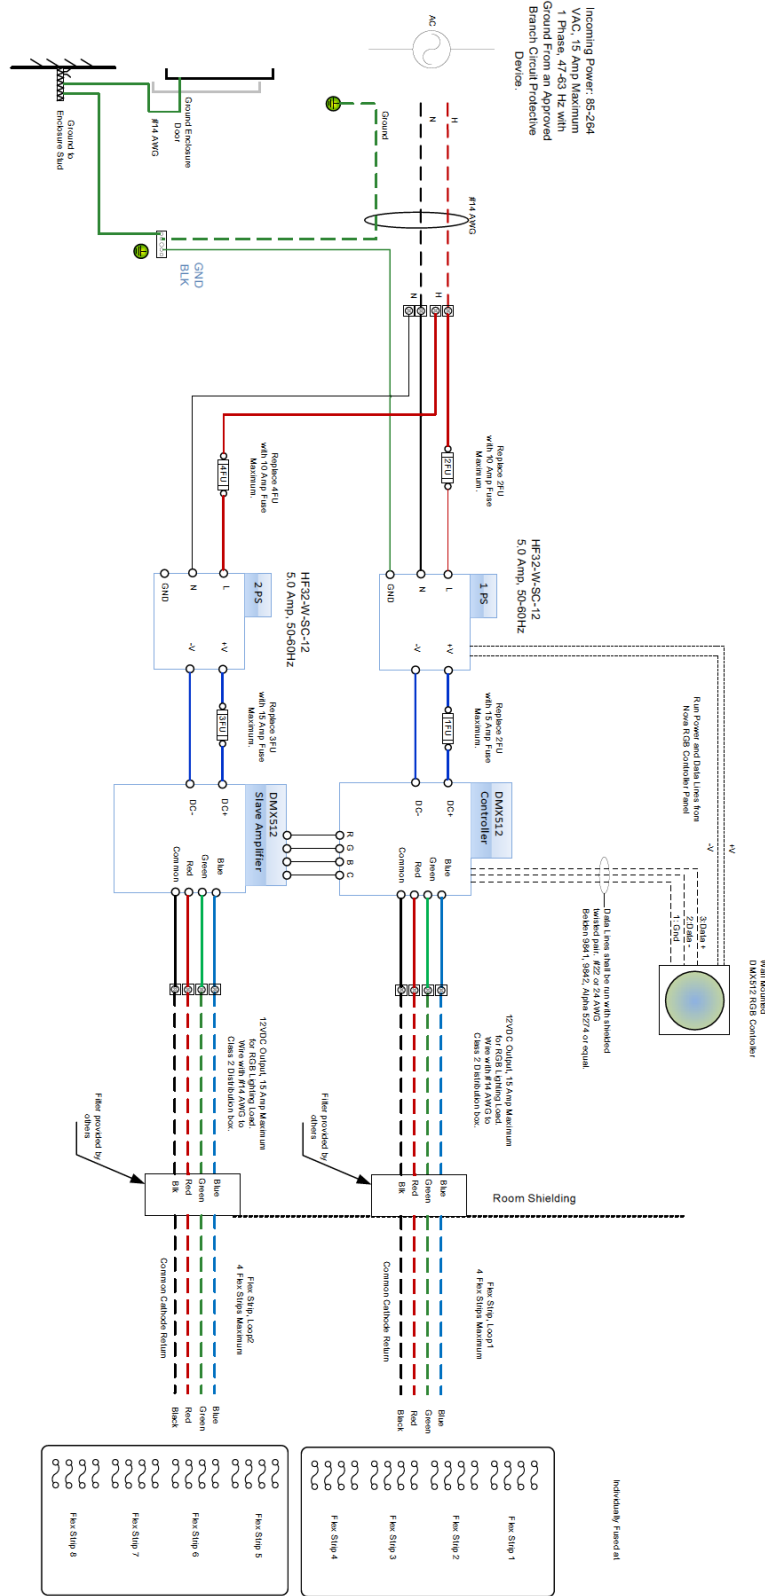 Incoming Power: 85-264
VAC, 15 Amp Maximum
1 Phase, 47-63 Hz with
Ground From an Approved
Branch Circuit Protective
Device.
AC
H
N
Ground
#14 AWG
Ground Enclosure
Door
#14 AWG
Ground to
Enclosure Stud
GND
BLK
H
N
Replace 2FU
with 10 Amp Fuse
Maximum.
2FU
Replace 4FU
with 10 Amp Fuse
Maximum.
4FU
HF32-W-SC-12
5.0 Amp, 50-60Hz
1 PS
L
N
GND
+V
-V
HF32-W-SC-12
5.0 Amp, 50-60Hz
2 PS
L
N
GND
+V
-V
Run Power and Data Lines from
Nova RGB Controller Panel
+V
-V
Replace 2FU
with 15 Amp Fuse
Maximum.
1FU
Replace 3FU
with 15 Amp Fuse
Maximum.
3FU
DMX512
Controller
DC+
DC-
R
G
B
C
Blue
Green
Red
Common
DMX512
Slave Amplifier
DC+
DC-
Blue
Green
Red
Common
Data Lines shall be run with shielded
twisted pair. #22 or 24 AWG
Belden 9841, 9842, Alpha 5274 or equal.
3:Data +
2:Data -
1: Gnd
Wall Mounted
DMX512 RGB Controller
12VDC Output, 15 Amp Maximum
for RGB Lighting Load.
Wire with #14 AWG to
Class 2 Distribution box.
12VDC Output, 15 Amp Maximum
for RGB Lighting Load.
Wire with #14 AWG to
Class 2 Distribution box.
Filter provided by
others
Filter provided by
others
Room Shielding
Blue
Green
Red
Blk
Blue
Green
Red
Blk
Flex Strip, Loop1
4 Flex Strips Maximum
Common Cathode Return
Flex Strip, Loop2
4 Flex Strips Maximum
Common Cathode Return
Blue
Green
Red
Black
Blue
Green
Red
Black
Individually Fused at
Flex Strip 1
Flex Strip 2
Flex Strip 3
Flex Strip 4
Flex Strip 5
Flex Strip 6
Flex Strip 7
Flex Strip 8